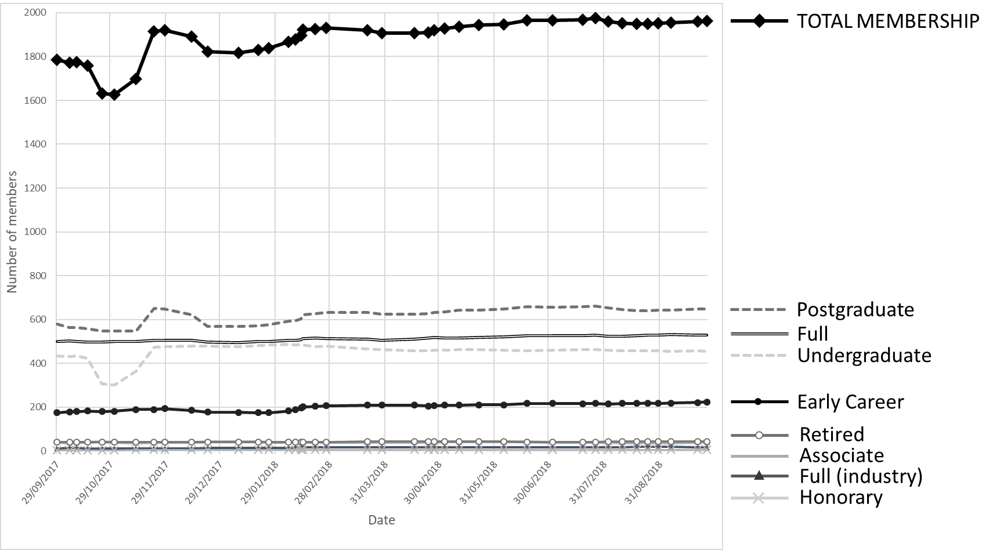 2000
1800
1600
1400
1200
1000
800
600
400
200
0
Number of members
29/09/2017
29/10/2017
29/11/2017
29/12/2017
29/01/2018
28/02/2018
31/03/2018
30/04/2018
31/05/2018
30/06/2018
31/07/2018
31/08/2018
Date
TOTAL MEMBERSHIP
Postgraduate
Full
Undergraduate
Early Career
Retired
Associate
Full (industry)
Honorary